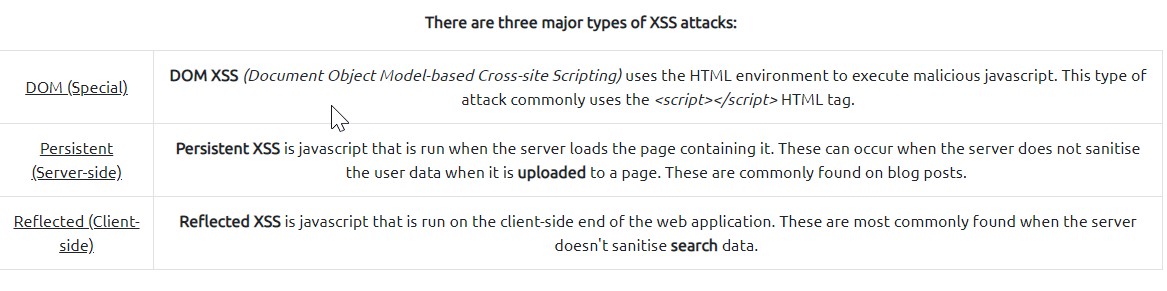 There are three major types of XSS attacks:
DOM (Special)
DOM XSS (Document Object Model-based Cross-site Scripting) uses the HTML environment to execute malicious javascript. This type of
attack commonly uses the <script></script> HTML tag.
Persistent
(Server-side)
Persistent XSS is javascript that is run when the server loads the page containing it. These can occur when the server does not sanitise
the user data when it is uploaded to a page. These are commonly found on blog posts.
Reflected (Client-
side)
Reflected XSS is javascript that is run on the client-side end of the web application. These are most commonly found when the server
doesn't sanitise search data.